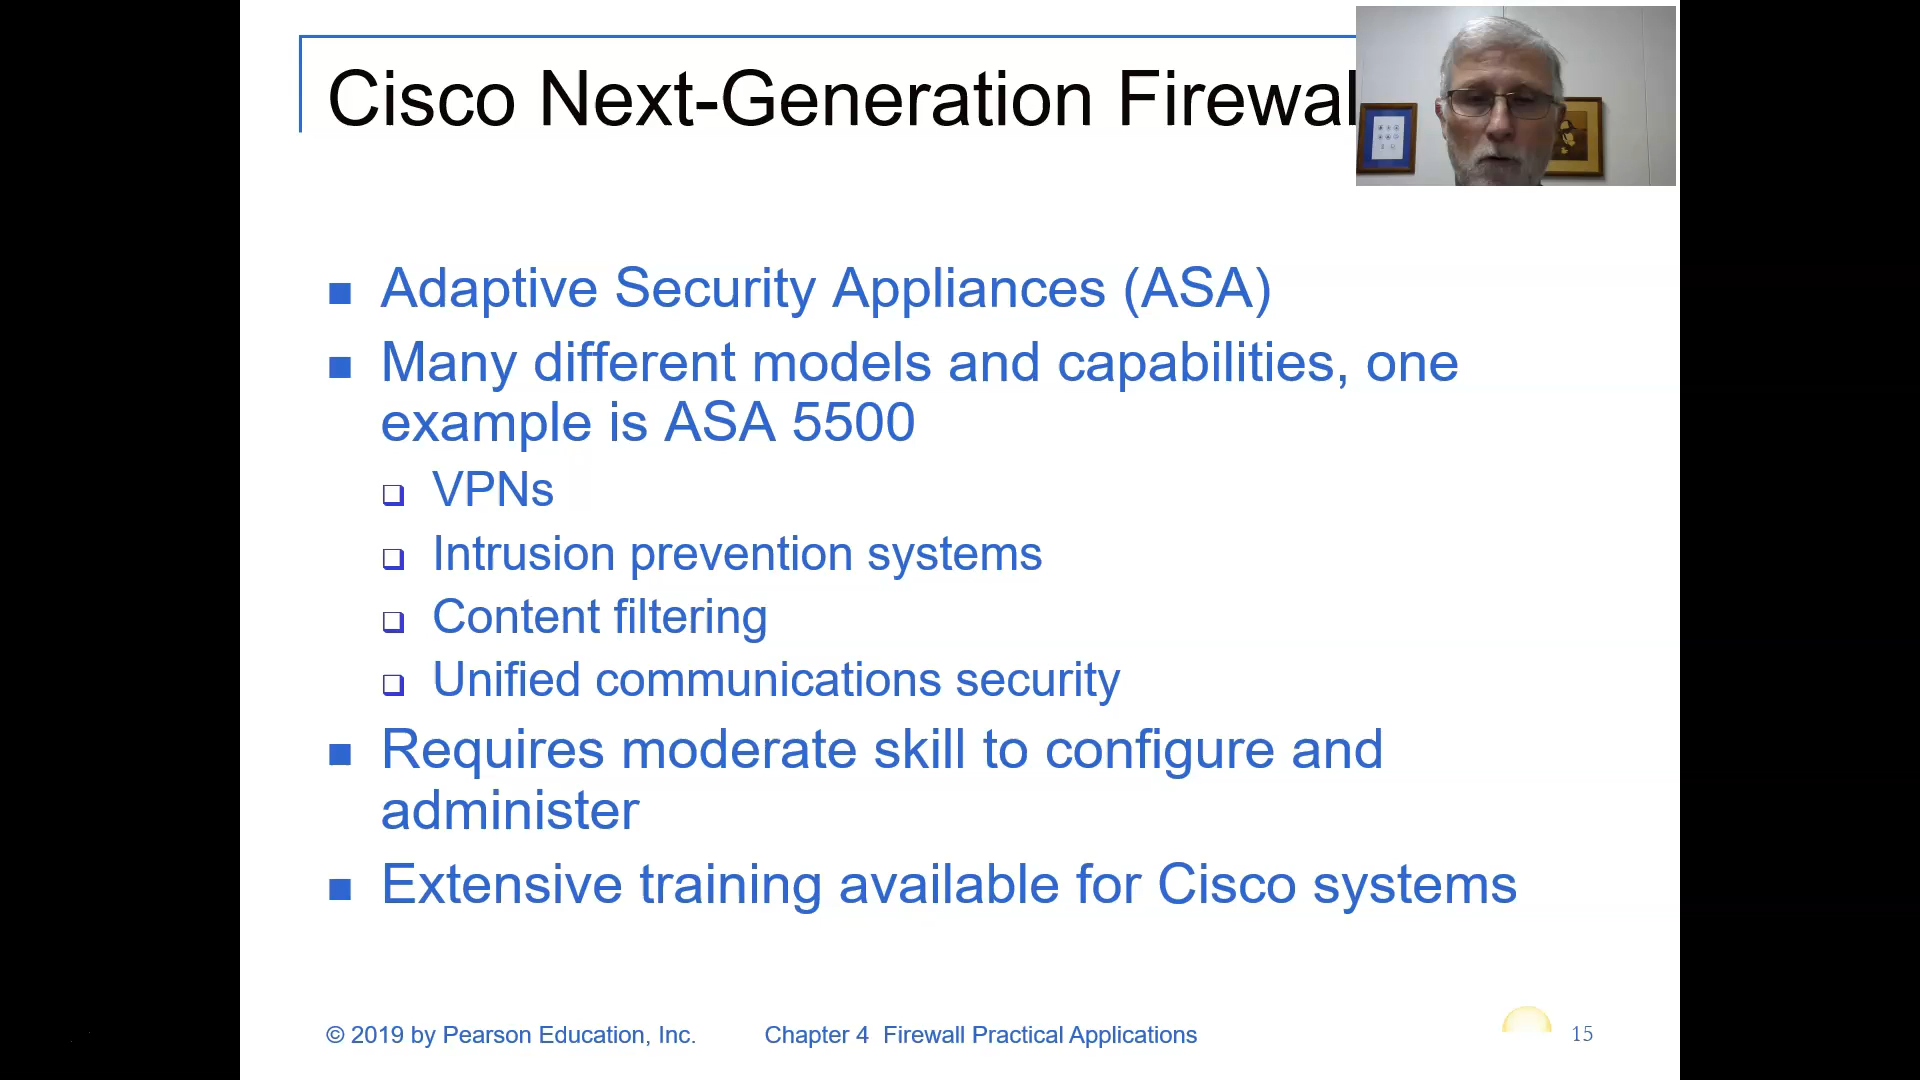 Cisco Next-Generation Firewal
Adaptive Security Appliances (ASA)
Many different models and capabilities, one
example is ASA 5500
VPNs
Intrusion prevention systems
Content filtering
Unified communications security
Requires moderate skill to configure and
administer
Extensive training available for Cisco systems
© 2019 by Pearson Education, Inc. Chapter 4 Firewall Practical Applications 15